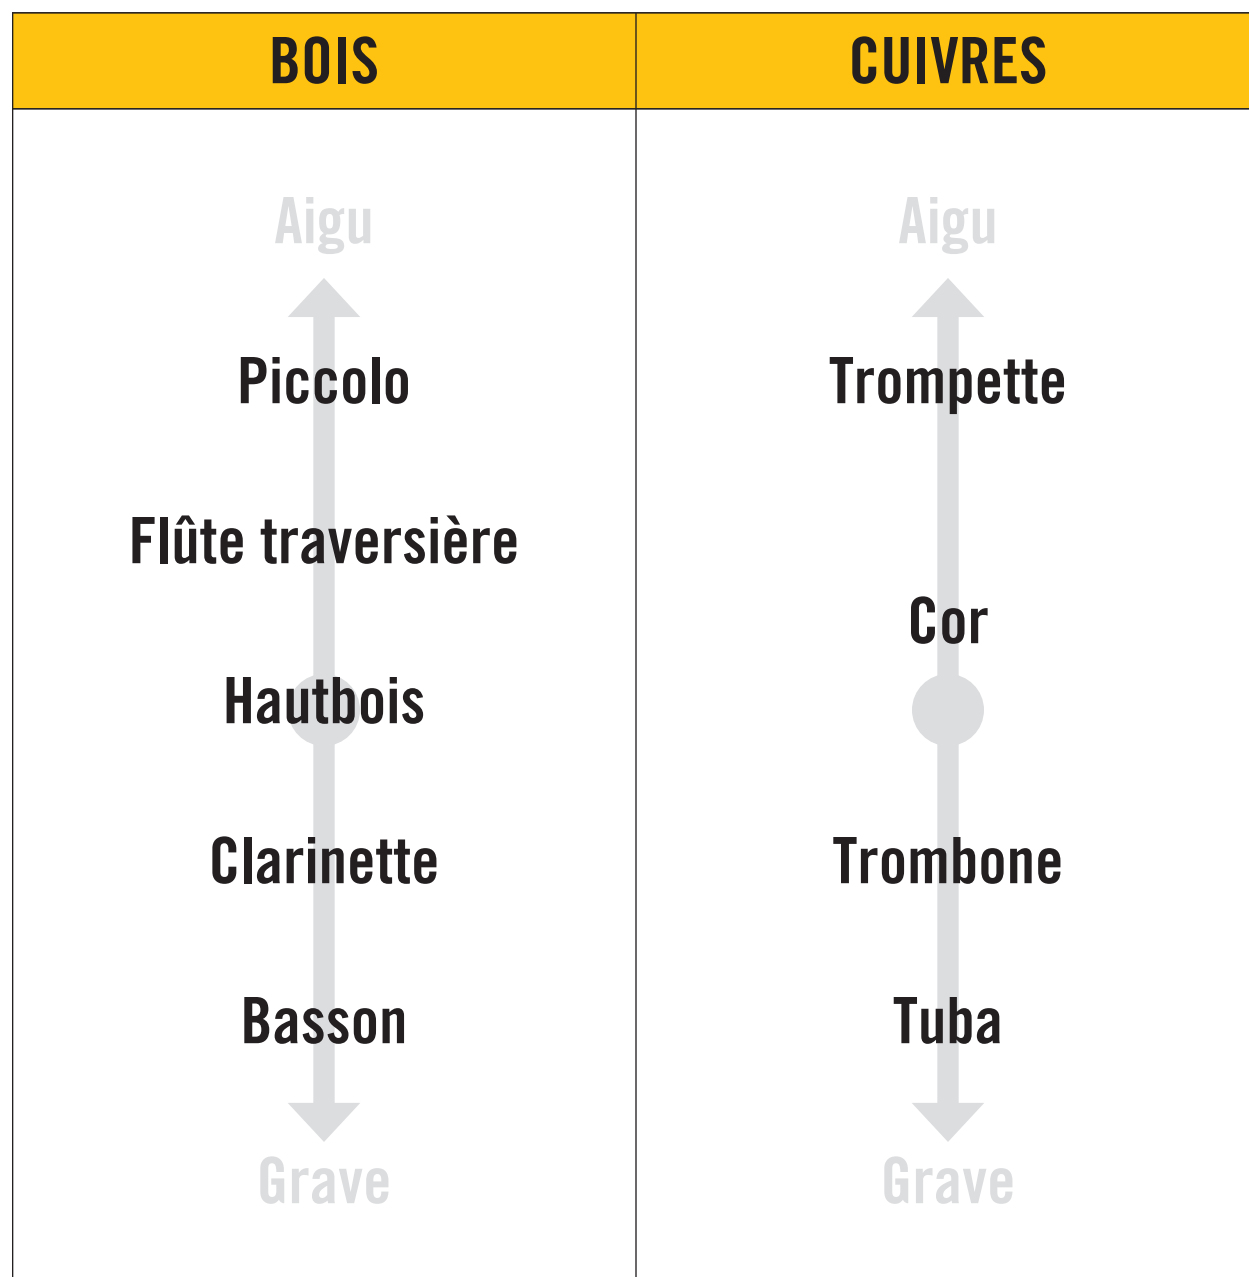 BOIS
Aigu
Piccolo
Flûte traversière
Hautbois
Clarinette
Basson
Grave
CUIVRES
Aigu
Trompette
Cor
Trombone
Tuba
Grave